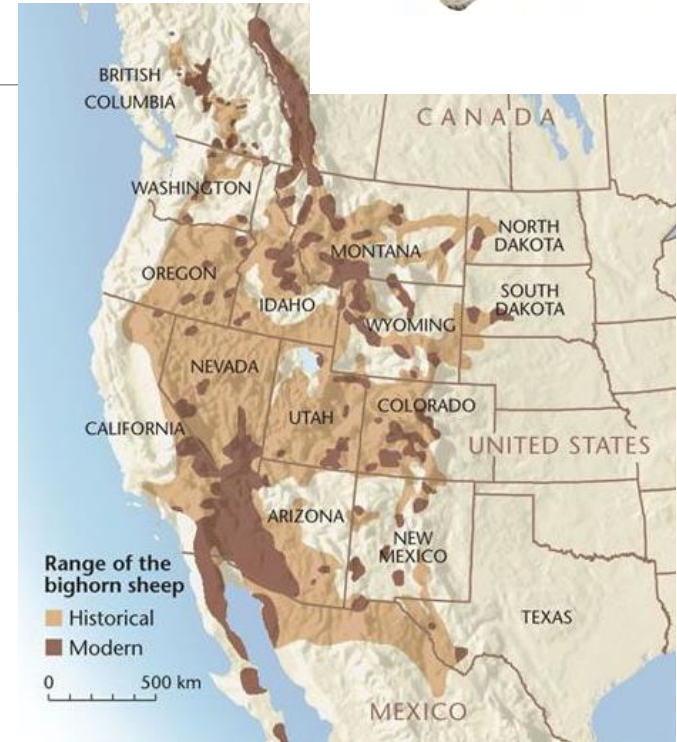 BRITISH
COLUMBIA
CANADA
WASHINGTON
NORTH
DAKOTA
MONTANA
OREGON
SOUTH
DAKOTA
IDAHO
WYOMING
NEVADA
UTAH
COLORADO
CALIFORNIA
UNITED STATES
ARIZONA
NEW
MEXICO
Range of the
bighorn sheep
Historical
Modern
TEXAS
0 500 km
MEXICO